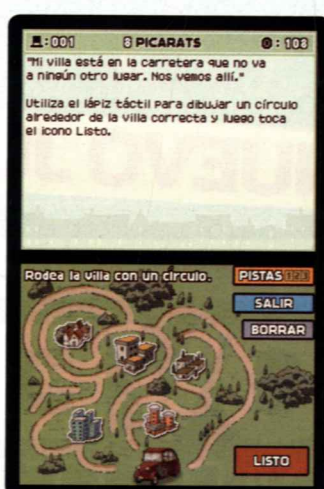 :001 8 PICARATS :108
"Mi villa está en la carretera que no va
a ningún otro lugar. Nos vemos allí."
Utiliza el lápiz táctil para dibujar un círculo
alrededor de la villa correcta y luego toca
el icono Listo.
Rodea la villa con un círculo.
PISTAS 123
SALIR
BORRAR
LISTO